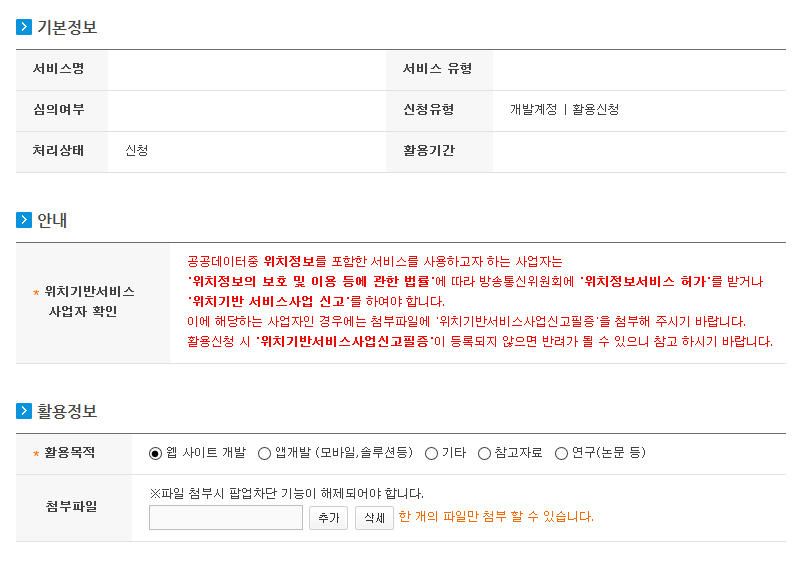 기본정보
서비스명 서비스 유형
심의여부 신청유형 개발계정 | 활용신청
처리상태 신청 활용기간
안내
* 위치기반서비스 사업자 확인
공공데이터중 위치정보를 포함한 서비스를 사용하고자 하는 사업자는
'위치정보의 보호 및 이용 등에 관한 법률'에 따라 방송통신위원회에 '위치정보서비스 허가'를 받거나
'위치기반 서비스사업 신고'를 하여야 합니다.
이에 해당하는 사업자인 경우에는 첨부파일에 '위치기반서비스사업신고필증'을 첨부해 주시기 바랍니다.
활용신청 시 '위치기반서비스사업신고필증'이 등록되지 않으면 반려가 될 수 있으니 참고 하시기 바랍니다.
활용정보
* 활용목적 웹 사이트 개발 앱개발 (모바일,솔루션등) 기타 참고자료 연구(논문 등)
첨부파일
※파일 첨부시 팝업차단 기능이 해제되어야 합니다.
추가 삭제 한 개의 파일만 첨부 할 수 있습니다.